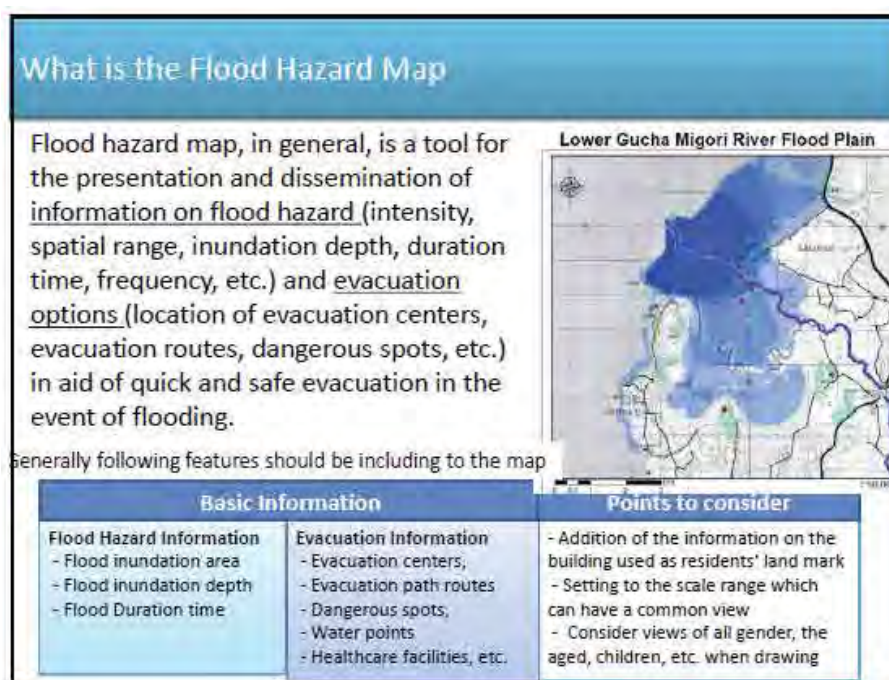 What is the Flood Hazard Map
Flood hazard map, in general, is a tool for
the presentation and dissemination of
information on flood hazard (intensity,
spatial range, inundation depth, duration
time, frequency, etc.) and evacuation
options (location of evacuation centers,
evacuation routes, dangerous spots, etc.)
in aid of quick and safe evacuation in the
event of flooding.
Lower Gucha Migori River Flood Plain
Generally following features should be including to the map
Basic Information
Flood Hazard Information
- Flood inundation area
- Flood inundation depth
- Flood Duration time
Evacuation Information
- Evacuation centers,
- Evacuation path routes
- Dangerous spots,
- Water points
- Healthcare facilities, etc.
Points to consider
- Addition of the information on the
building used as residents' land mark
- Setting to the scale range which
can have a common view
- Consider views of all gender, the
aged, children, etc. when drawing